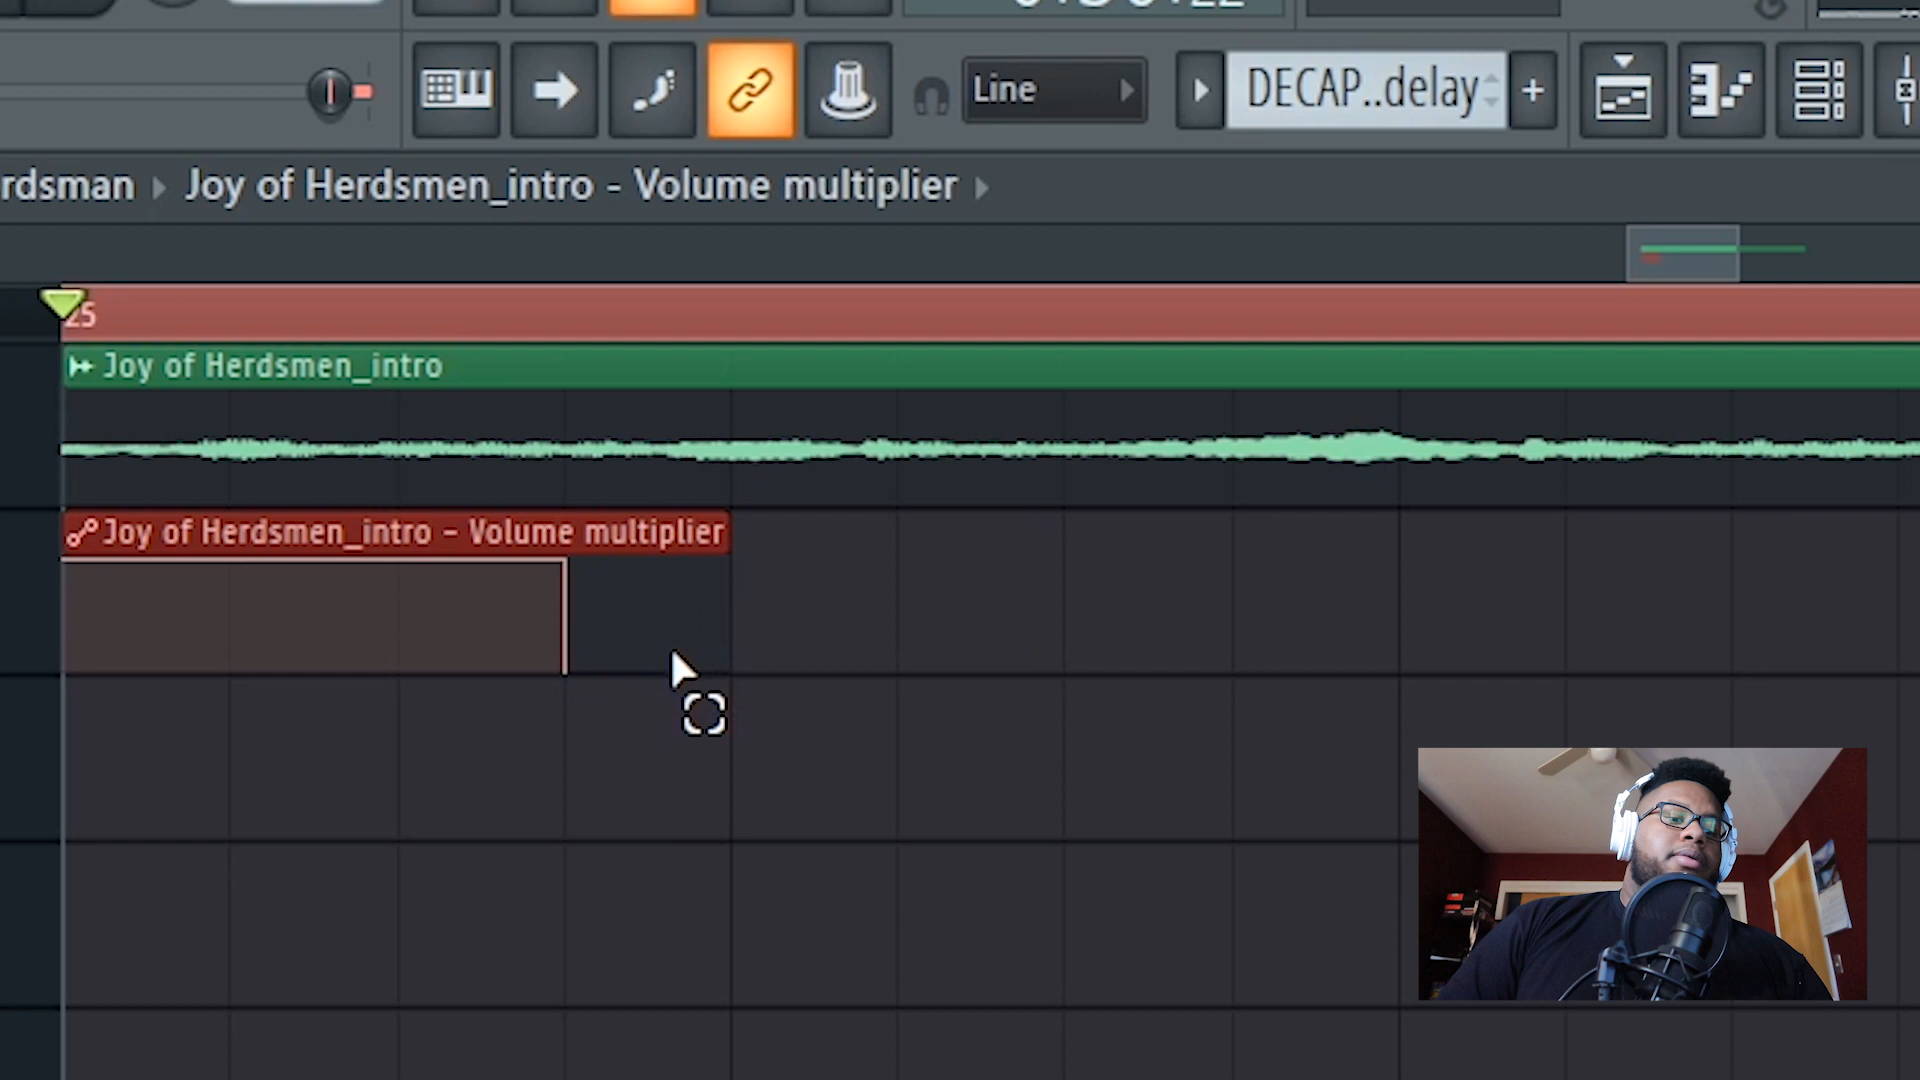 Line
DECAP..delay
rdsman Joy of Herdsmen_intro - Volume multiplier
25
Joy of Herdsmen_intro
Joy of Herdsmen_intro - Volume multiplier